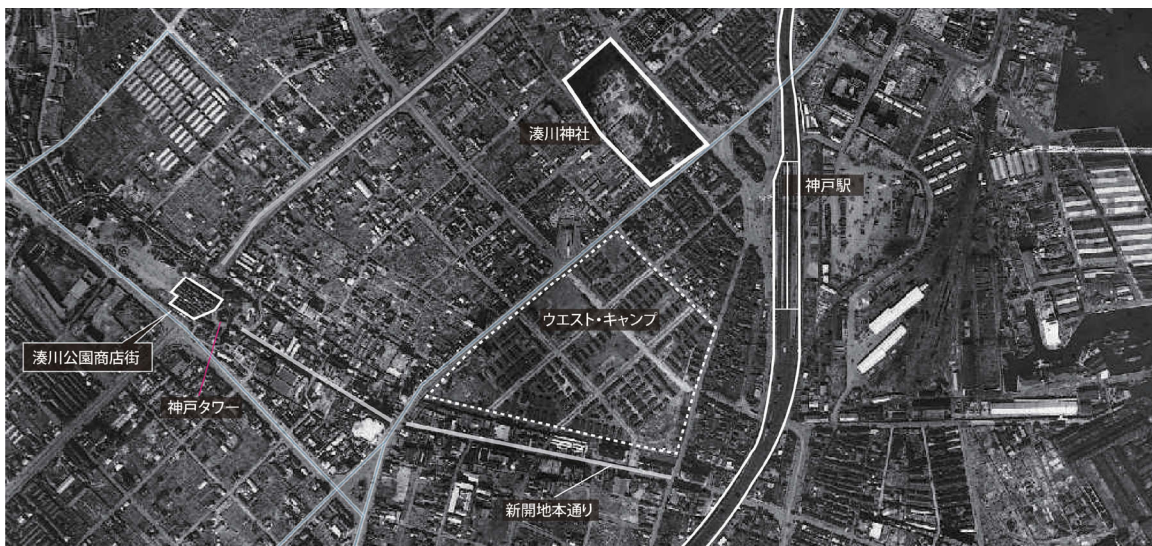 湊川神社
神戸駅
ウエスト・キャンプ
湊川公園商店街
神戸タワー
新開地本通り